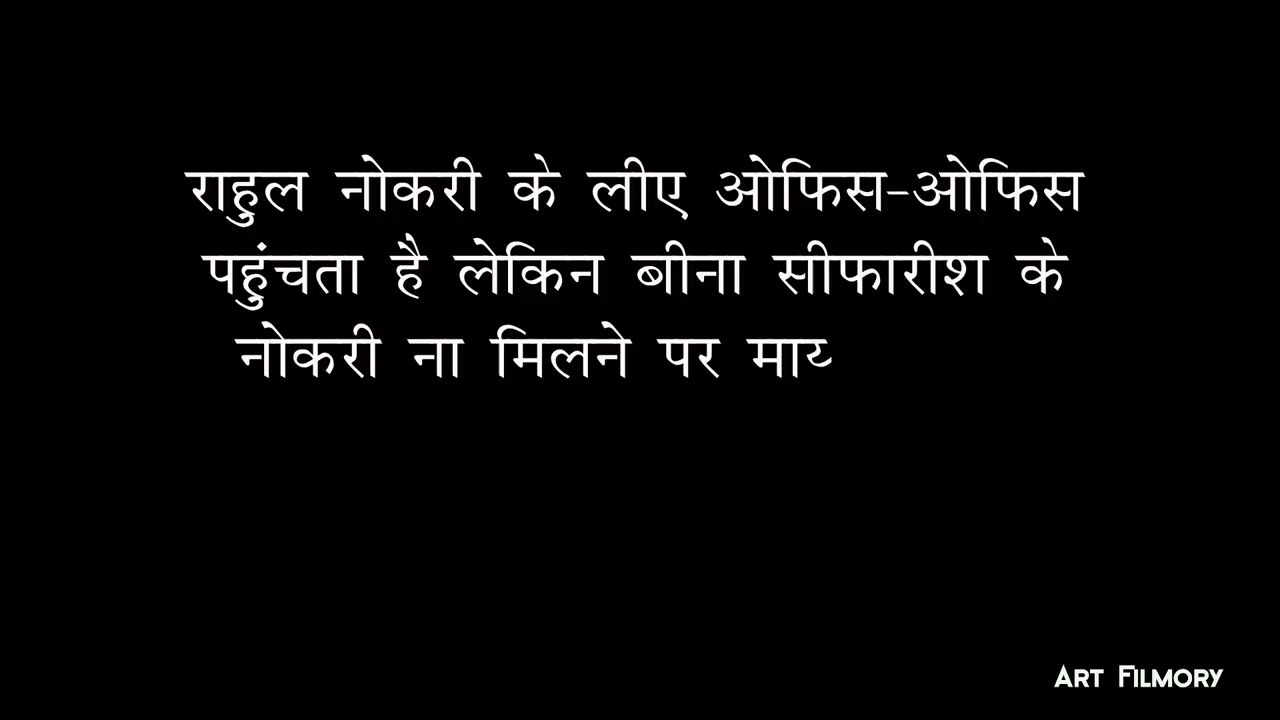 राहुल नोकरी के लीए ओफिस-ओफिस
पहुंचता है लेकिन बीना सीफारीश के
नोकरी ना मिलने पर माय्
ART FILMORY